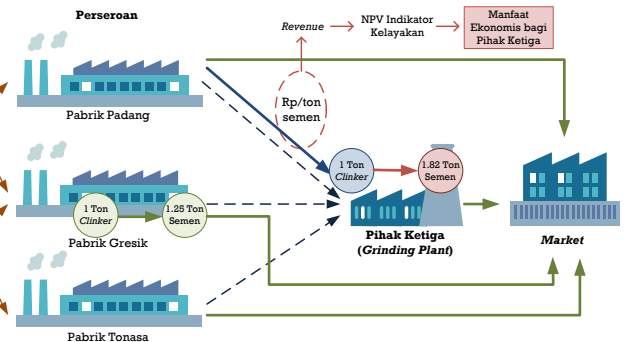 Perseroan
Revenue
NPV Indikator
Kelayakan
Manfaat
Ekonomis bagi
Pihak Ketiga
Rp/ton
semen
Pabrik Padang
1 Ton
Clinker
1.82 Ton
Semen
1 Ton
Clinker
1.25 Ton
Semen
Pabrik Gresik
Pihak Ketiga
(Grinding Plant)
Market
Pabrik Tonasa